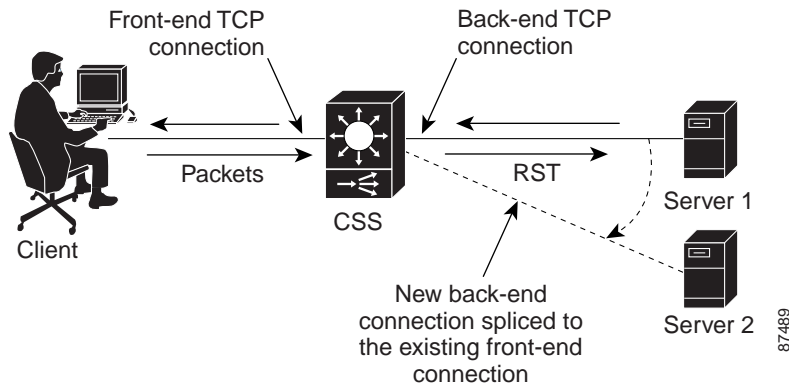 Front-end TCP
connection
Back-end TCP
connection
Packets
RST
CSS
Client
Server 1
New back-end
connection spliced to
the existing front-end
connection
Server 2
87489